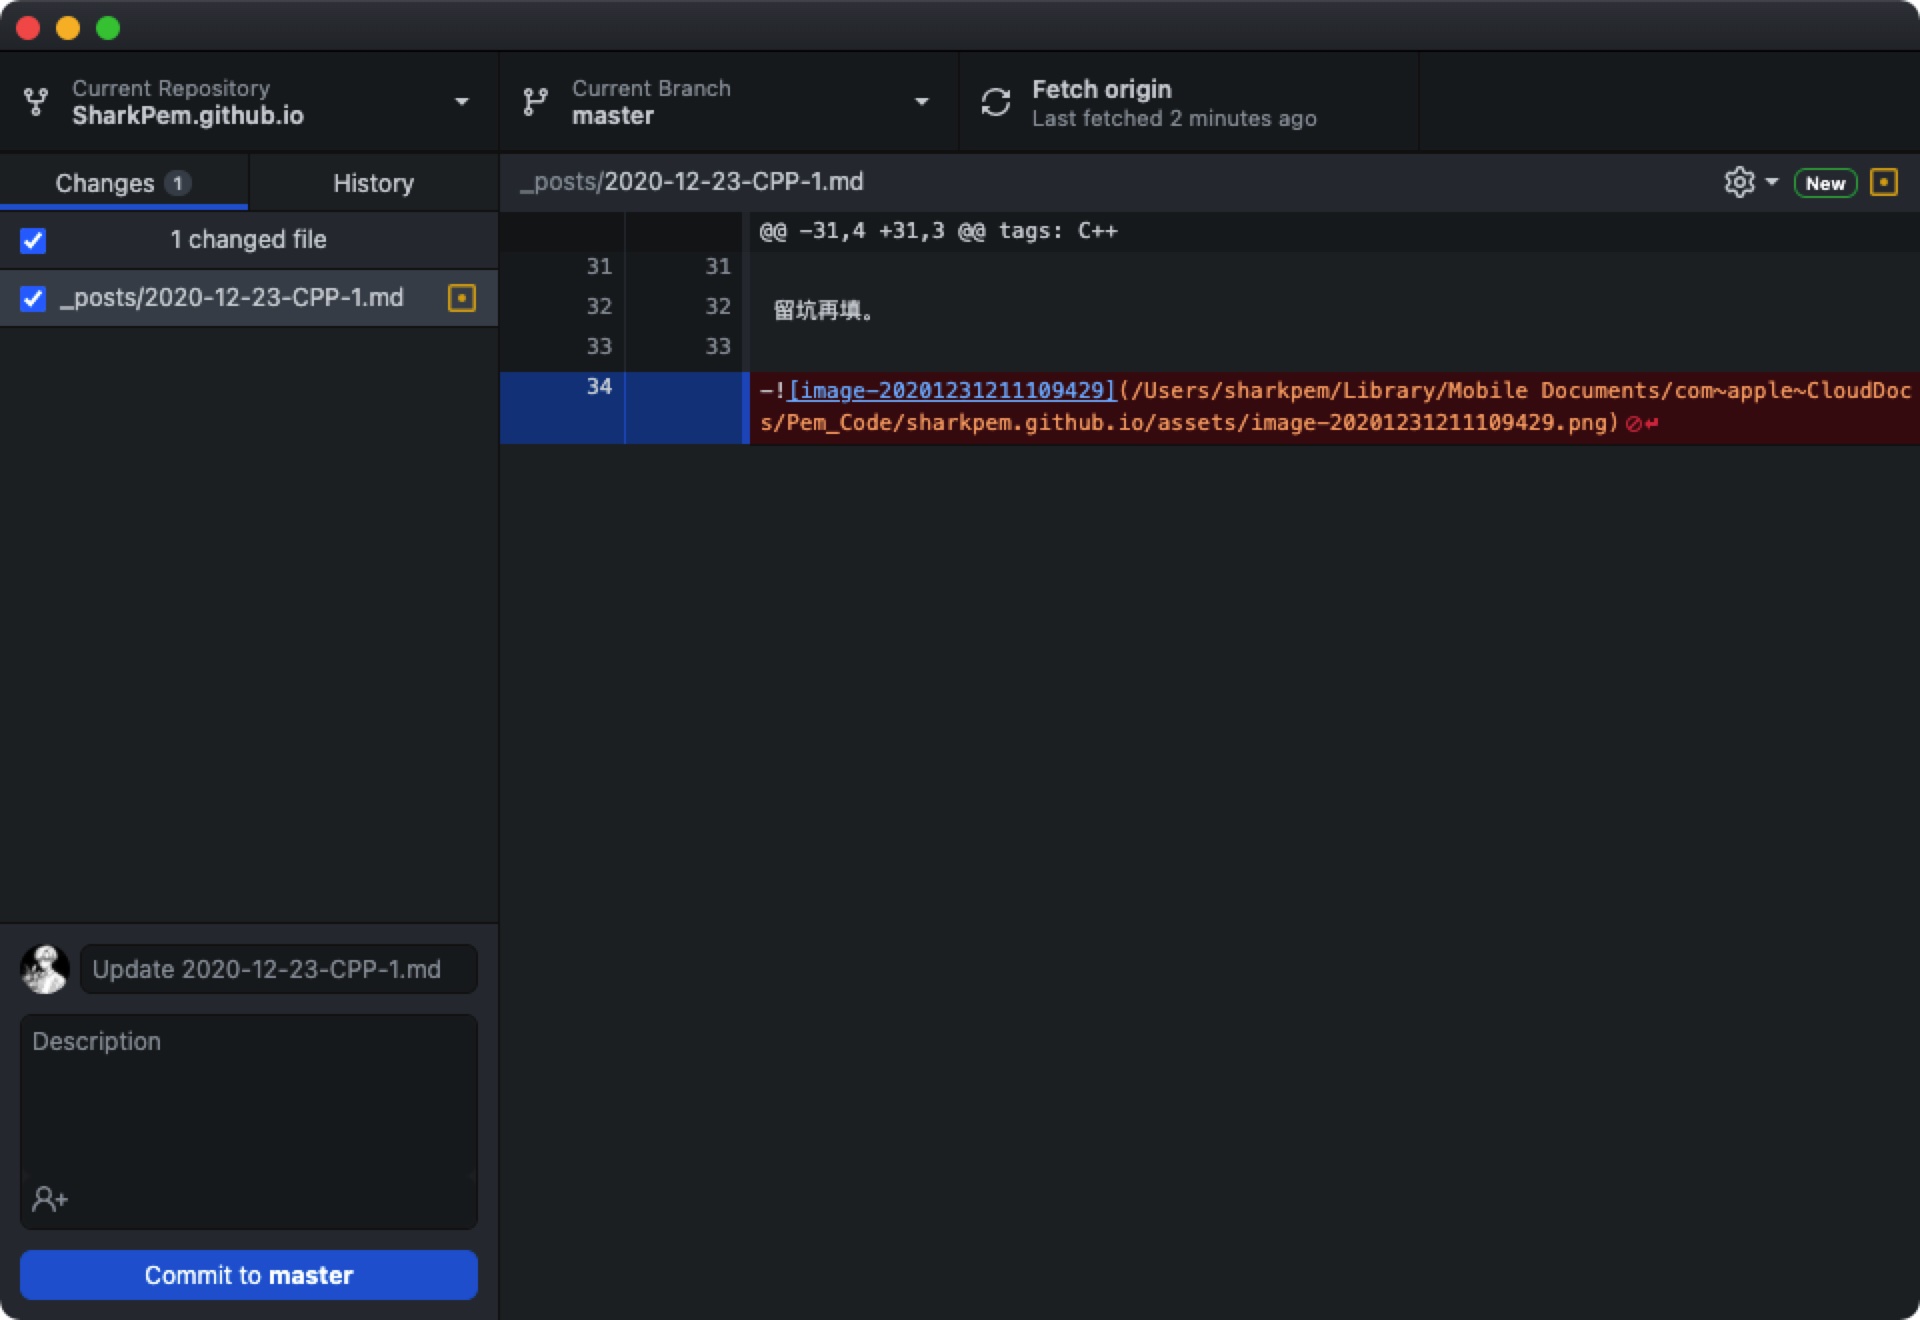 Current Repository
SharkPem.github.io
Current Branch
master
Fetch origin
Last fetched 2 minutes ago
Changes 1
History
_posts/2020-12-23-CPP-1.md
New
1 changed file
_posts/2020-12-23-CPP-1.md
@@ -31,4 +31,3 @@ tags: C++
31 31
32 32 留坑再填。
33 33
34 -![image-20201231211109429](/Users/sharkpem/Library/Mobile Documents/com~apple~CloudDoc
s/Pem_Code/sharkpem.github.io/assets/image-20201231211109429.png)
Update 2020-12-23-CPP-1.md
Description
Commit to master